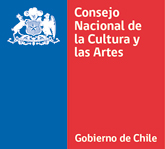 Consejo
Nacional de
la Cultura y
las Artes
Gobierno de Chile